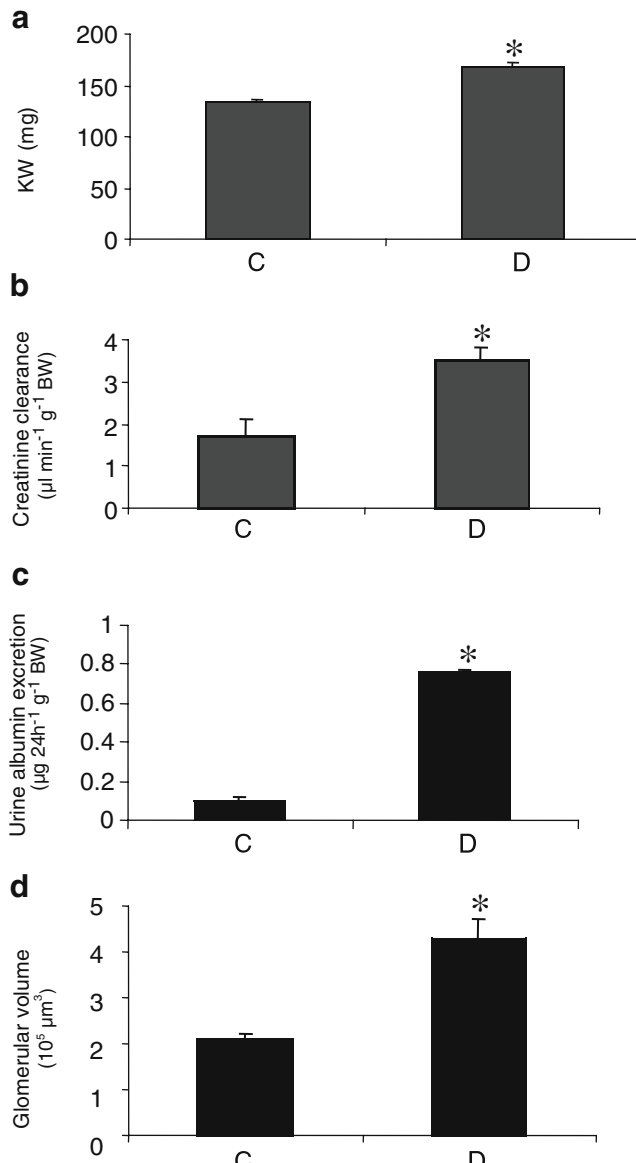 a
200
150
100
50
0
KW (mg)
*
C D
b
4
3
2
1
0
Creatinine clearance
(µl min⁻¹ g⁻¹ BW)
*
C D
c
1
0.8
0.6
0.4
0.2
0
Urine albumin excretion
(µg 24h⁻¹ g⁻¹ BW)
*
C D
d
5
4
3
2
1
0
Glomerular volume
(10⁵ µm³)
*
C D